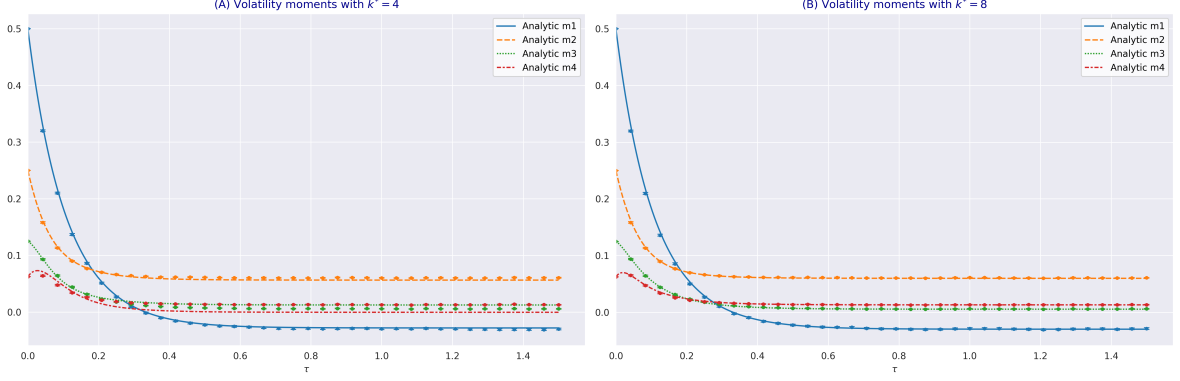 (A) Volatility moments with k* = 4
0.5
0.4
0.3
0.2
0.1
0.0
Analytic m1
Analytic m2
Analytic m3
Analytic m4
0.0 0.2 0.4 0.6 0.8 1.0 1.2 1.4
τ
(B) Volatility moments with k* = 8
0.5
0.4
0.3
0.2
0.1
0.0
Analytic m1
Analytic m2
Analytic m3
Analytic m4
0.0 0.2 0.4 0.6 0.8 1.0 1.2 1.4
τ